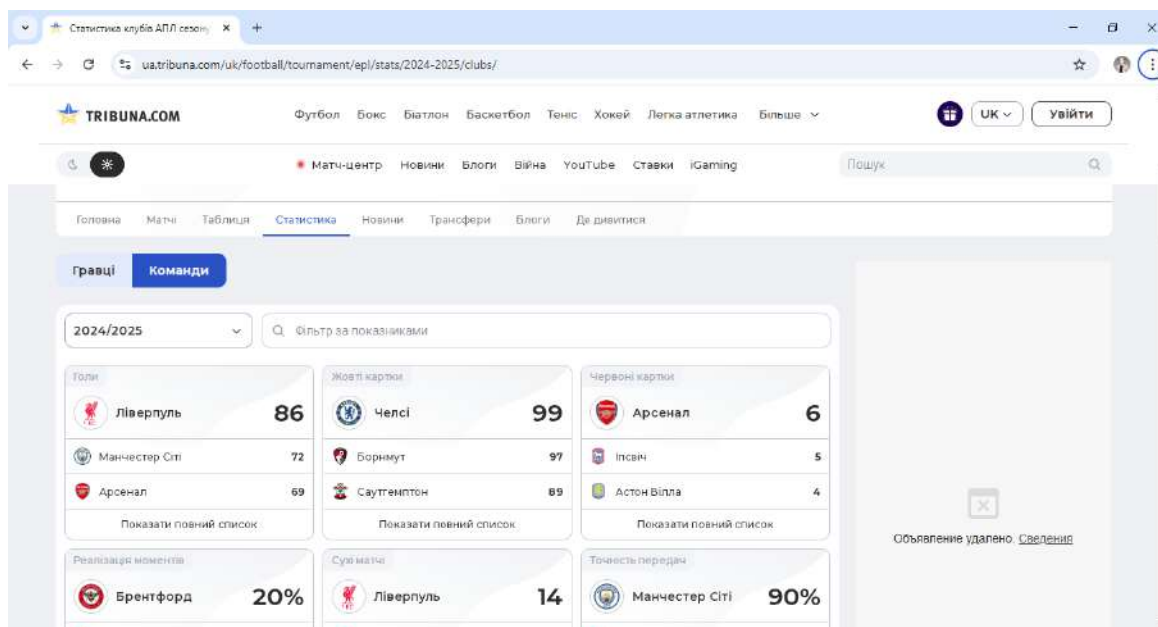 Статистика клубів АПЛ сезону
ua.tribuna.com/uk/football/tournament/epl/stats/2024-2025/clubs/
TRIBUNA.COM
Футбол Бокс Біатлон Баскетбол Теніс Хокей Легка атлетика Більше
UK
Увійти
Матч-центр Новини Блоги Війна YouTube Ставки iGaming
Пошук
Головна Матчі Таблиця Статистика Новини Трансфери Блоги Де дивитися
Гравці Команди
2024/2025
Фільтр за показниками
Голи
Ліверпуль 86
Манчестер Сіті 72
Арсенал 69
Показати повний список
Жовті картки
Челсі 99
Борнмут 97
Саутгемптон 89
Показати повний список
Червоні картки
Арсенал 6
Іпсвіч 5
Астон Вілла 4
Показати повний список
Объявление удалено. Сведения
Реалізація моментів
Брентфорд 20%
Сухі матчі
Ліверпуль 14
Точность передач
Манчестер Сіті 90%